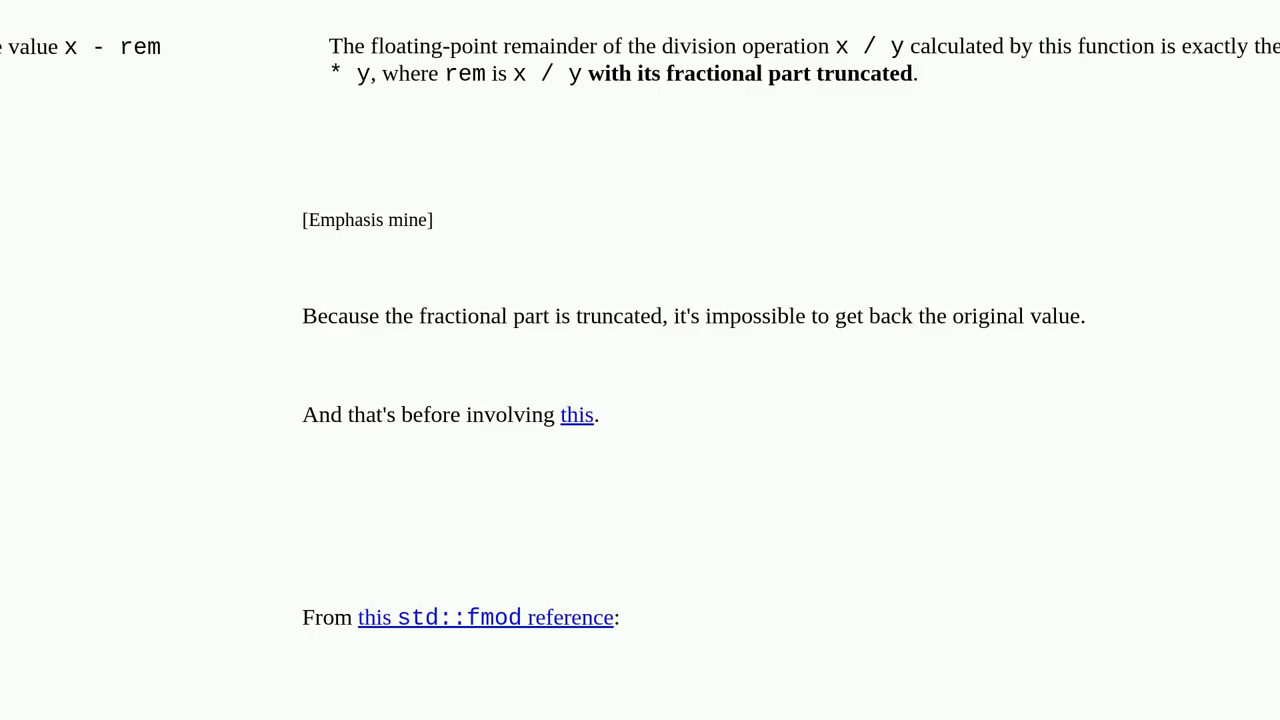 The floating-point remainder of the division operation x / y calculated by this function is exactly the
e value x - rem
* y, where rem is x / y with its fractional part truncated.
[Emphasis mine]
Because the fractional part is truncated, it's impossible to get back the original value.
And that's before involving this.
From this std::fmod reference: